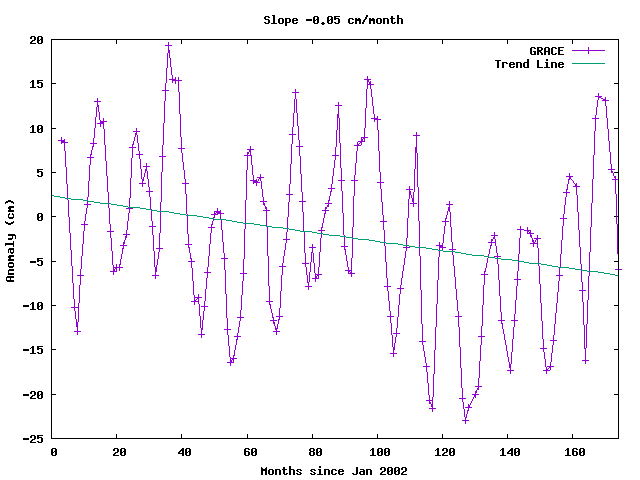 Slope -0.05 cm/month
GRACE
Trend Line
20
15
10
5
0
-5
-10
-15
-20
-25
Anomaly (cm)
0 20 40 60 80 100 120 140 160
Months since Jan 2002